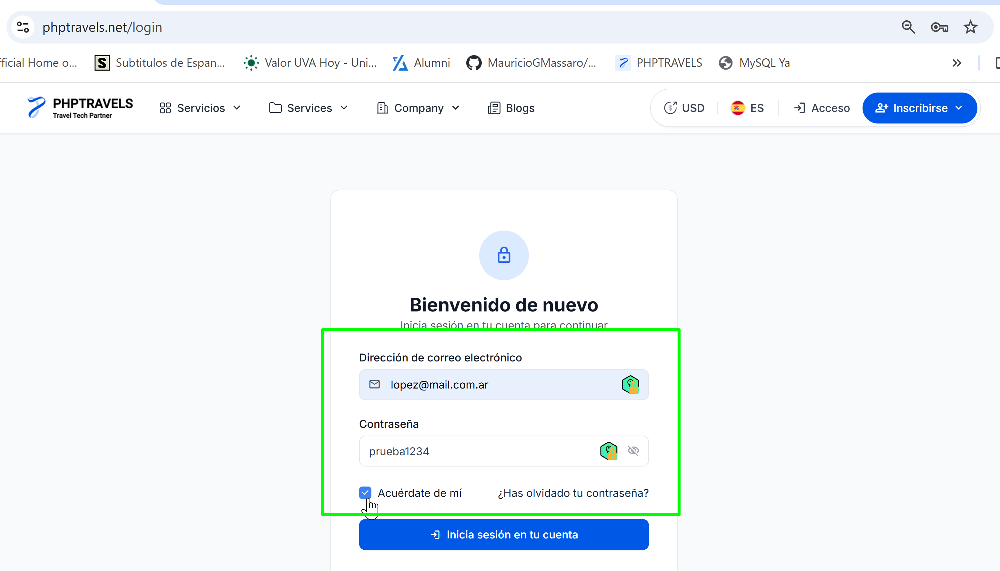 phptravels.net/login
fficial Home o...
Subtitulos de Espan...
Valor UVA Hoy - Uni...
Alumni
MauricioGMassaro/...
PHPTRAVELS
MySQL Ya
PHPTRAVELS
Travel Tech Partner
Servicios
Services
Company
Blogs
USD
ES
Acceso
Inscribirse
Bienvenido de nuevo
Inicia sesión en tu cuenta para continuar
Dirección de correo electrónico
lopez@mail.com.ar
Contraseña
prueba1234
Acuérdate de mí
¿Has olvidado tu contraseña?
Inicia sesión en tu cuenta